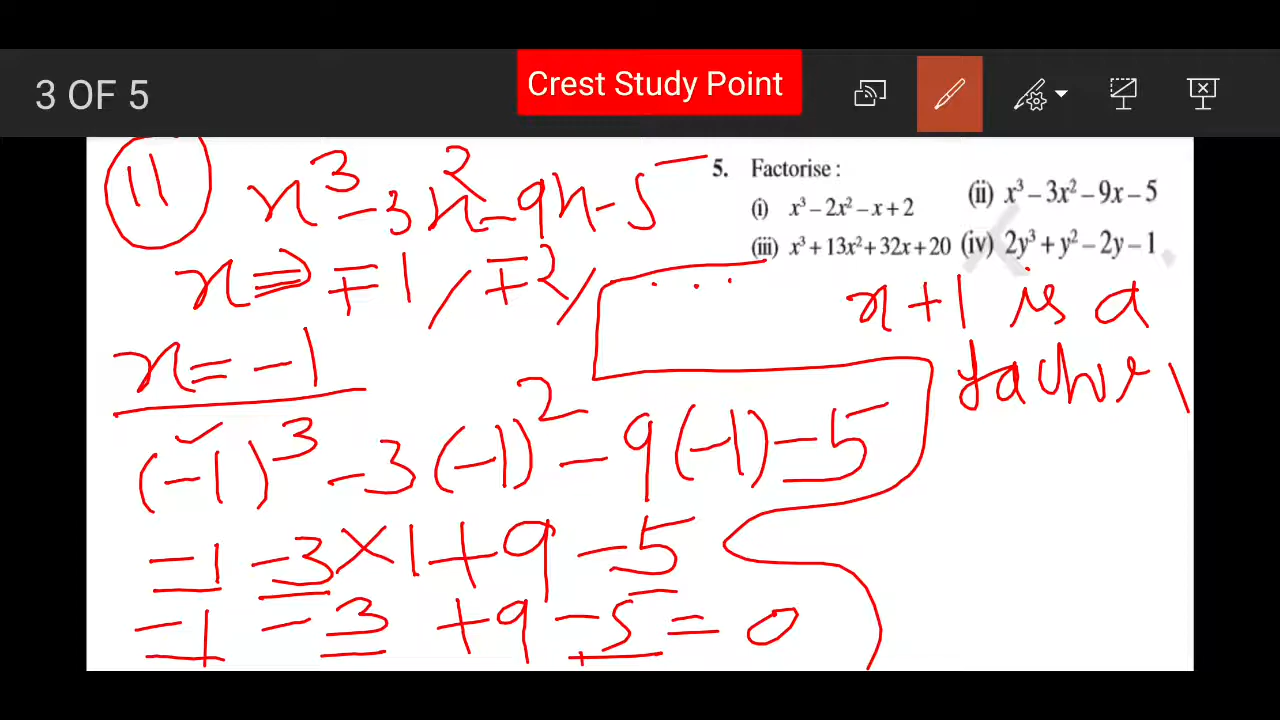 3 OF 5
Crest Study Point
11 x³ - 3x² - 9x - 5
5. Factorise :
(i) x³ – 2x² – x + 2
(ii) x³ – 3x² – 9x – 5
(iii) x³ + 13x² + 32x + 20
(iv) 2y³ + y² – 2y – 1
x ⇒ ∓1 / ∓2 / ...
x+1 is a
factor
x = -1
(-1)³ - 3(-1)² - 9(-1) - 5
-1 -3×1 +9 -5
-1 -3 +9 -5 = 0